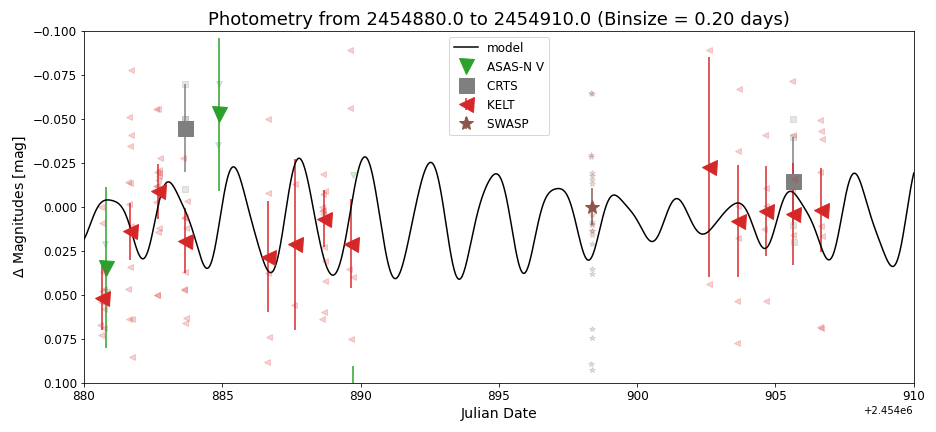 Photometry from 2454880.0 to 2454910.0 (Binsize = 0.20 days)
−0.100
−0.075
−0.050
−0.025
0.000
0.025
0.050
0.075
0.100
Δ Magnitudes [mag]
model
ASAS-N V
CRTS
KELT
SWASP
880
885
890
895
900
905
910
Julian Date
+2.454e6